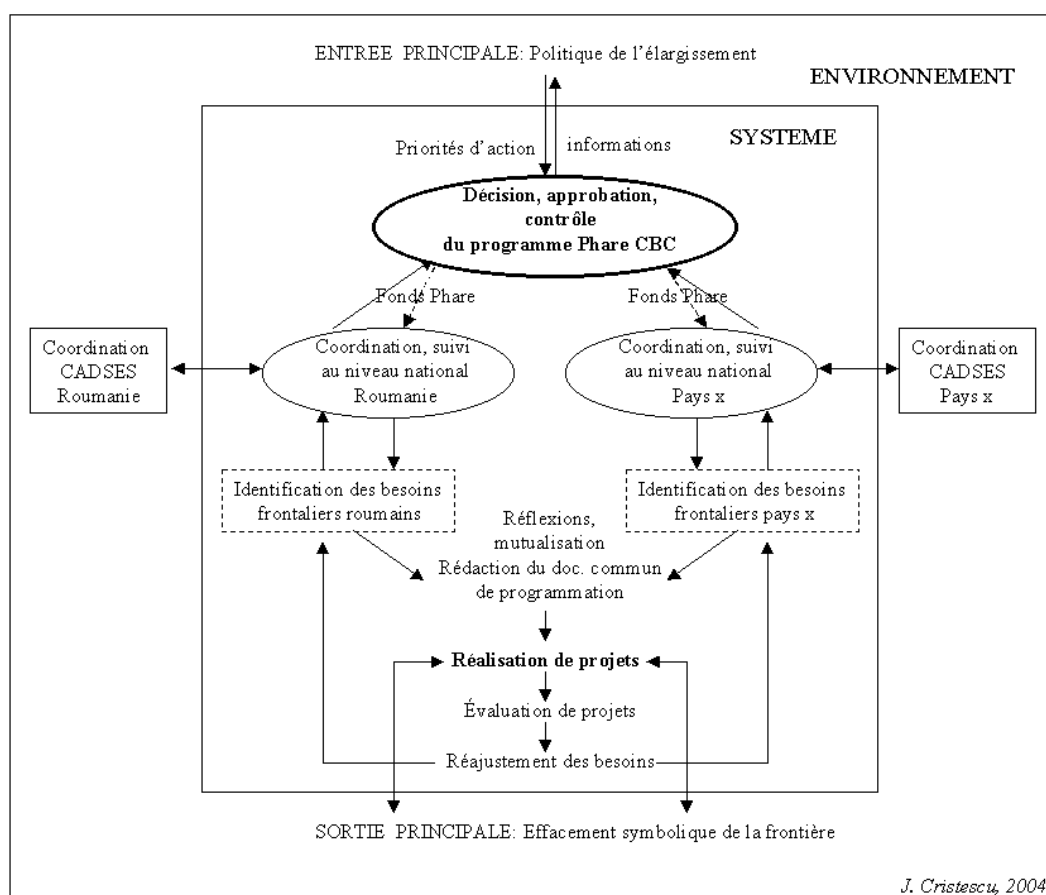 ENTREE PRINCIPALE: Politique de l'élargissement
ENVIRONNEMENT
SYSTEME
Priorités d'action
informations
Décision, approbation,
contrôle
du programme Phare CBC
Fonds Phare
Fonds Phare
Coordination
CADSES
Roumanie
Coordination, suivi
au niveau national
Roumanie
Coordination, suivi
au niveau national
Pays x
Coordination
CADSES
Pays x
Identification des besoins
frontaliers roumains
Identification des besoins
frontaliers pays x
Réflexions,
mutualisation
Rédaction du doc. commun
de programmation
Réalisation de projets
Évaluation de projets
Réajustement des besoins
SORTIE PRINCIPALE: Effacement symbolique de la frontière
J. Cristescu, 2004